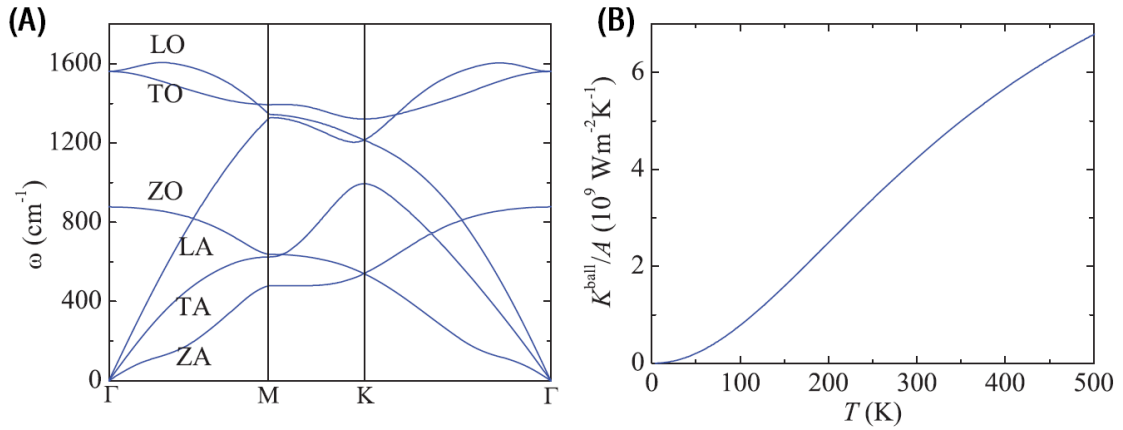 (A)
LO
TO
ZO
LA
TA
ZA
ω (cm⁻¹)
1600
1200
800
400
0
Γ
M
K
Γ
(B)
K^ball/A (10⁹ Wm⁻²K⁻¹)
6
4
2
0
0
100
200
300
400
500
T (K)